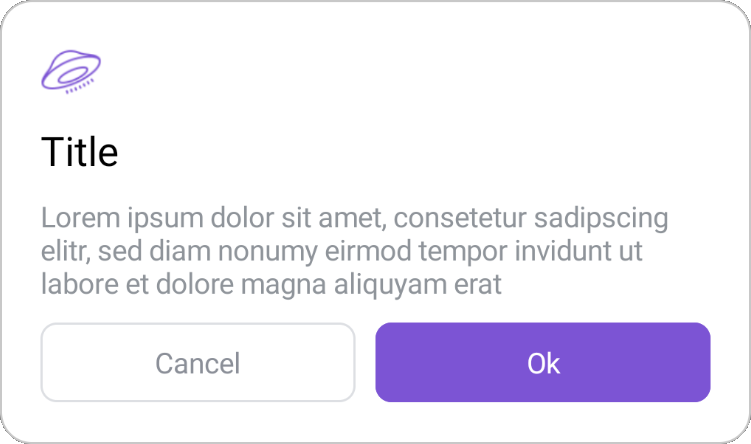 Title
Lorem ipsum dolor sit amet, consetetur sadipscing
elitr, sed diam nonumy eirmod tempor invidunt ut
labore et dolore magna aliquyam erat
Cancel
Ok